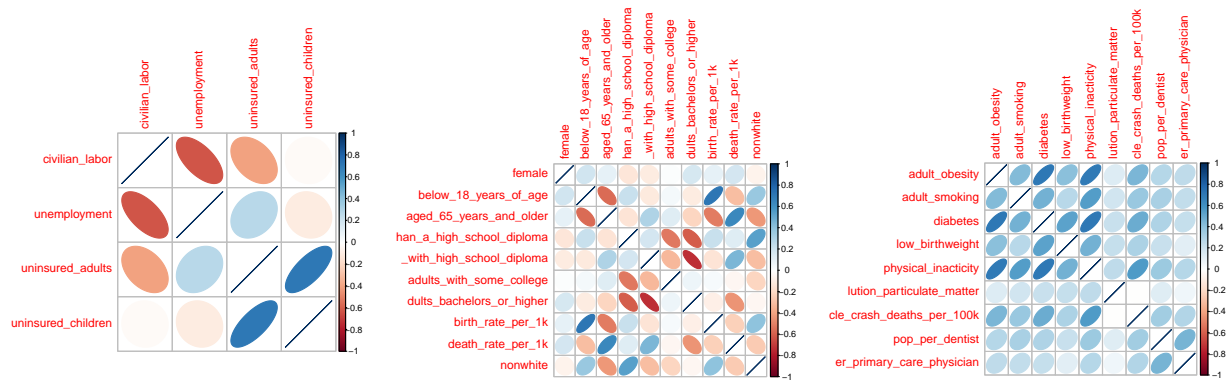 civilian_labor
unemployment
uninsured_adults
uninsured_children
civilian_labor
unemployment
uninsured_adults
uninsured_children
1
0.8
0.6
0.4
0.2
0
−0.2
−0.4
−0.6
−0.8
−1
female
below_18_years_of_age
aged_65_years_and_older
han_a_high_school_diploma
_with_high_school_diploma
adults_with_some_college
dults_bachelors_or_higher
birth_rate_per_1k
death_rate_per_1k
nonwhite
female
below_18_years_of_age
aged_65_years_and_older
han_a_high_school_diploma
_with_high_school_diploma
adults_with_some_college
dults_bachelors_or_higher
birth_rate_per_1k
death_rate_per_1k
nonwhite
1
0.8
0.6
0.4
0.2
0
−0.2
−0.4
−0.6
−0.8
−1
adult_obesity
adult_smoking
diabetes
low_birthweight
physical_inacticity
lution_particulate_matter
cle_crash_deaths_per_100k
pop_per_dentist
er_primary_care_physician
adult_obesity
adult_smoking
diabetes
low_birthweight
physical_inacticity
lution_particulate_matter
cle_crash_deaths_per_100k
pop_per_dentist
er_primary_care_physician
1
0.8
0.6
0.4
0.2
0
−0.2
−0.4
−0.6
−0.8
−1